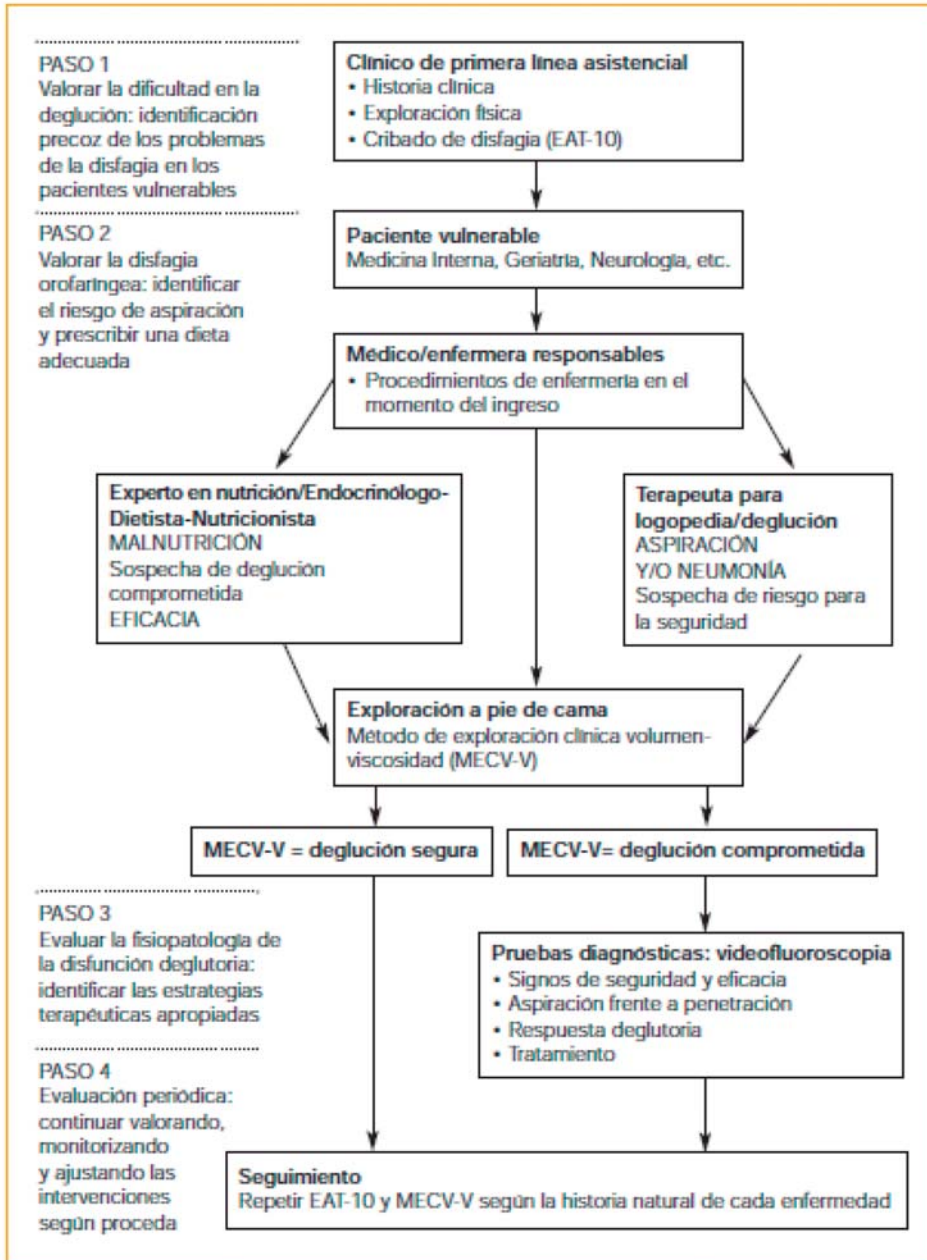 PASO 1
Valorar la dificultad en la
deglución: identificación
precoz de los problemas
de la disfagia en los
pacientes vulnerables
Clínico de primera línea asistencial
• Historia clínica
• Exploración física
• Cribado de disfagia (EAT-10)
PASO 2
Valorar la disfagia
orofaríngea: identificar
el riesgo de aspiración
y prescribir una dieta
adecuada
Paciente vulnerable
Medicina Interna, Geriatría, Neurología, etc.
Médico/enfermera responsables
• Procedimientos de enfermería en el
momento del ingreso
Experto en nutrición/Endocrinólogo-
Dietista-Nutricionista
MALNUTRICIÓN
Sospecha de deglución
comprometida
EFICACIA
Terapeuta para
logopedia/deglución
ASPIRACIÓN
Y/O NEUMONÍA
Sospecha de riesgo para
la seguridad
Exploración a pie de cama
Método de exploración clínica volumen-
viscosidad (MECV-V)
MECV-V = deglución segura
MECV-V= deglución comprometida
PASO 3
Evaluar la fisiopatología de
la disfunción deglutoria:
identificar las estrategias
terapéuticas apropiadas
Pruebas diagnósticas: videofluoroscopia
• Signos de seguridad y eficacia
• Aspiración frente a penetración
• Respuesta deglutoria
• Tratamiento
PASO 4
Evaluación periódica:
continuar valorando,
monitorizando
y ajustando las
intervenciones
según proceda
Seguimiento
Repetir EAT-10 y MECV-V según la historia natural de cada enfermedad